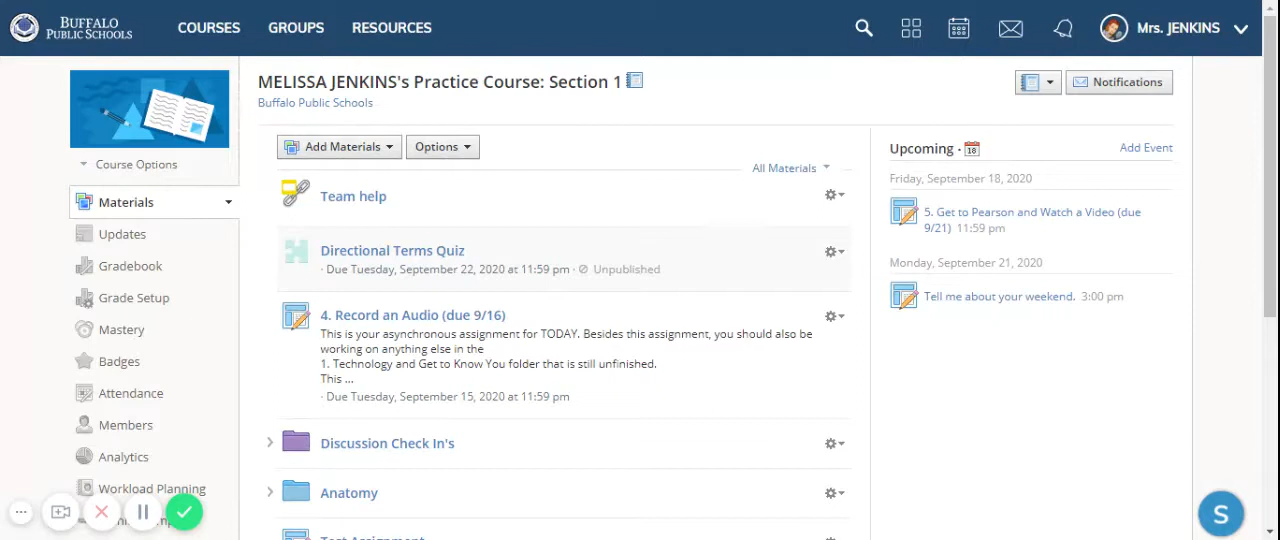 BUFFALO
PUBLIC SCHOOLS
COURSES
GROUPS
RESOURCES
Mrs. JENKINS
MELISSA JENKINS's Practice Course: Section 1
Buffalo Public Schools
Notifications
Course Options
Materials
Updates
Gradebook
Grade Setup
Mastery
Badges
Attendance
Members
Analytics
Workload Planning
Add Materials
Options
All Materials
Team help
Directional Terms Quiz
· Due Tuesday, September 22, 2020 at 11:59 pm · Unpublished
4. Record an Audio (due 9/16)
This is your asynchronous assignment for TODAY. Besides this assignment, you should also be
working on anything else in the
1. Technology and Get to Know You folder that is still unfinished.
This ...
· Due Tuesday, September 15, 2020 at 11:59 pm
Discussion Check In's
Anatomy
Test Assignment
Upcoming · 18
Add Event
Friday, September 18, 2020
5. Get to Pearson and Watch a Video (due
9/21) 11:59 pm
Monday, September 21, 2020
Tell me about your weekend. 3:00 pm
S